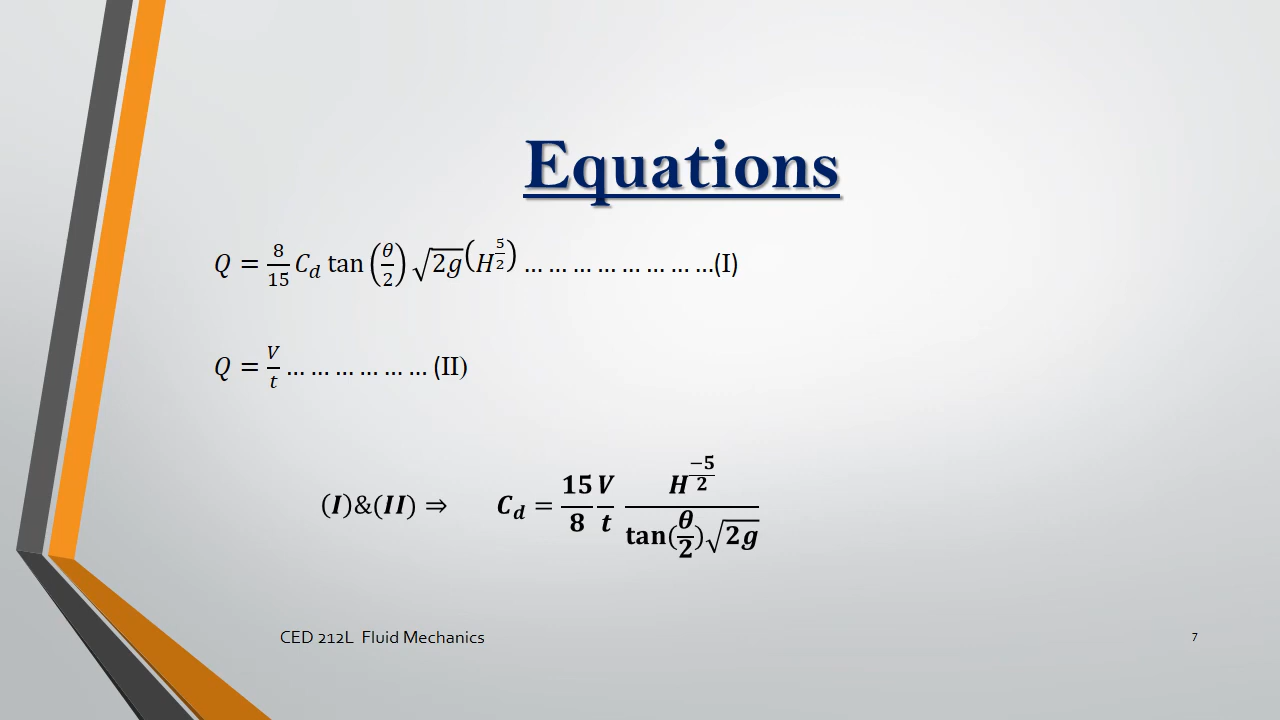 Equations
Q = 8/15 C_d tan (θ/2) √2g (H^(5/2)) … … … … … … … …(I)
Q = V/t … … … … … … (II)
(I)&(II) ⇒ C_d = 15/8 V/t H^(-5/2) / tan(θ/2)√2g
CED 212L Fluid Mechanics
7